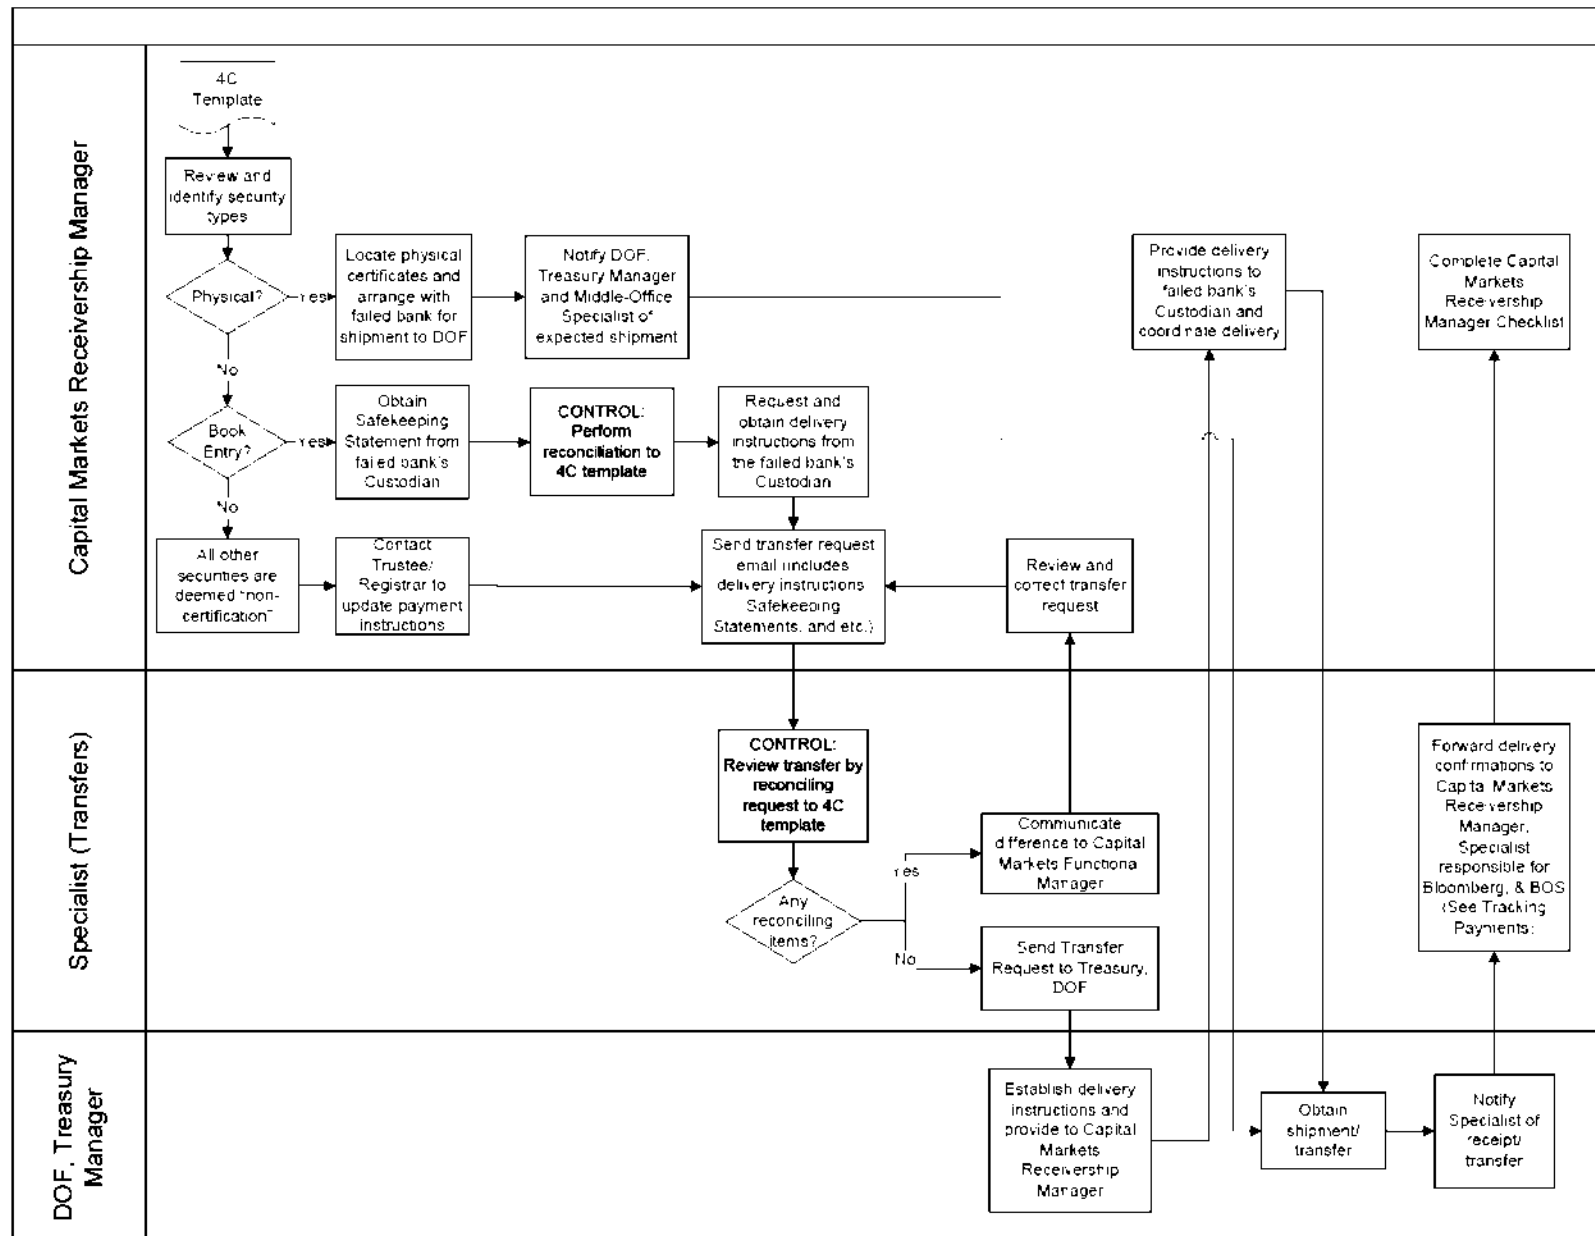 Capital Markets Receivership Manager
4C
Template
Review and
identify security
types
Physical?
Yes
Locate physical
certificates and
arrange with
failed bank for
shipment to DOF
Notify DOF,
Treasury Manager
and Middle-Office
Specialist of
expected shipment
Provide delivery
instructions to
failed bank's
Custodian and
coordinate delivery
Complete Capital
Markets
Receivership
Manager Checklist
No
Book
Entry?
Yes
Obtain
Safekeeping
Statement from
failed bank's
Custodian
CONTROL:
Perform
reconciliation to
4C template
Request and
obtain delivery
instructions from
the failed bank's
Custodian
No
All other
securities are
deemed "non-
certification"
Contact
Trustee/
Registrar to
update payment
instructions
Send transfer request
email (includes
delivery instructions
Safekeeping
Statements, and etc.)
Review and
correct transfer
request
Specialist (Transfers)
CONTROL:
Review transfer by
reconciling
request to 4C
template
Any
reconciling
items?
Yes
Communicate
difference to Capital
Markets Functiona
Manager
No
Send Transfer
Request to Treasury,
DOF
Forward delivery
confirmations to
Capital Markets
Receivership
Manager,
Specialist
responsible for
Bloomberg, & BOS
(See Tracking
Payments;
DOF, Treasury
Manager
Establish delivery
instructions and
provide to Capital
Markets
Receivership
Manager
Obtain
shipment/
transfer
Notify
Specialist of
receipt/
transfer